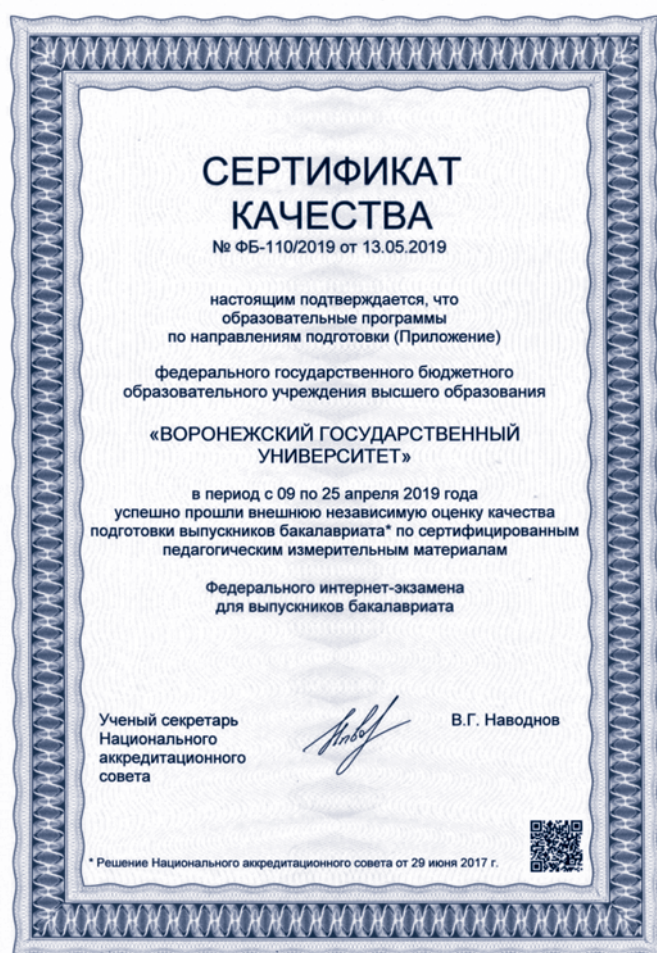 СЕРТИФИКАТ
КАЧЕСТВА
№ ФБ-110/2019 от 13.05.2019
настоящим подтверждается, что
образовательные программы
по направлениям подготовки (Приложение)
федерального государственного бюджетного
образовательного учреждения высшего образования
«ВОРОНЕЖСКИЙ ГОСУДАРСТВЕННЫЙ
УНИВЕРСИТЕТ»
в период с 09 по 25 апреля 2019 года
успешно прошли внешнюю независимую оценку качества
подготовки выпускников бакалавриата* по сертифицированным
педагогическим измерительным материалам
Федерального интернет-экзамена
для выпускников бакалавриата
Ученый секретарь
Национального
аккредитационного
совета
В.Г. Наводнов
* Решение Национального аккредитационного совета от 29 июня 2017 г.